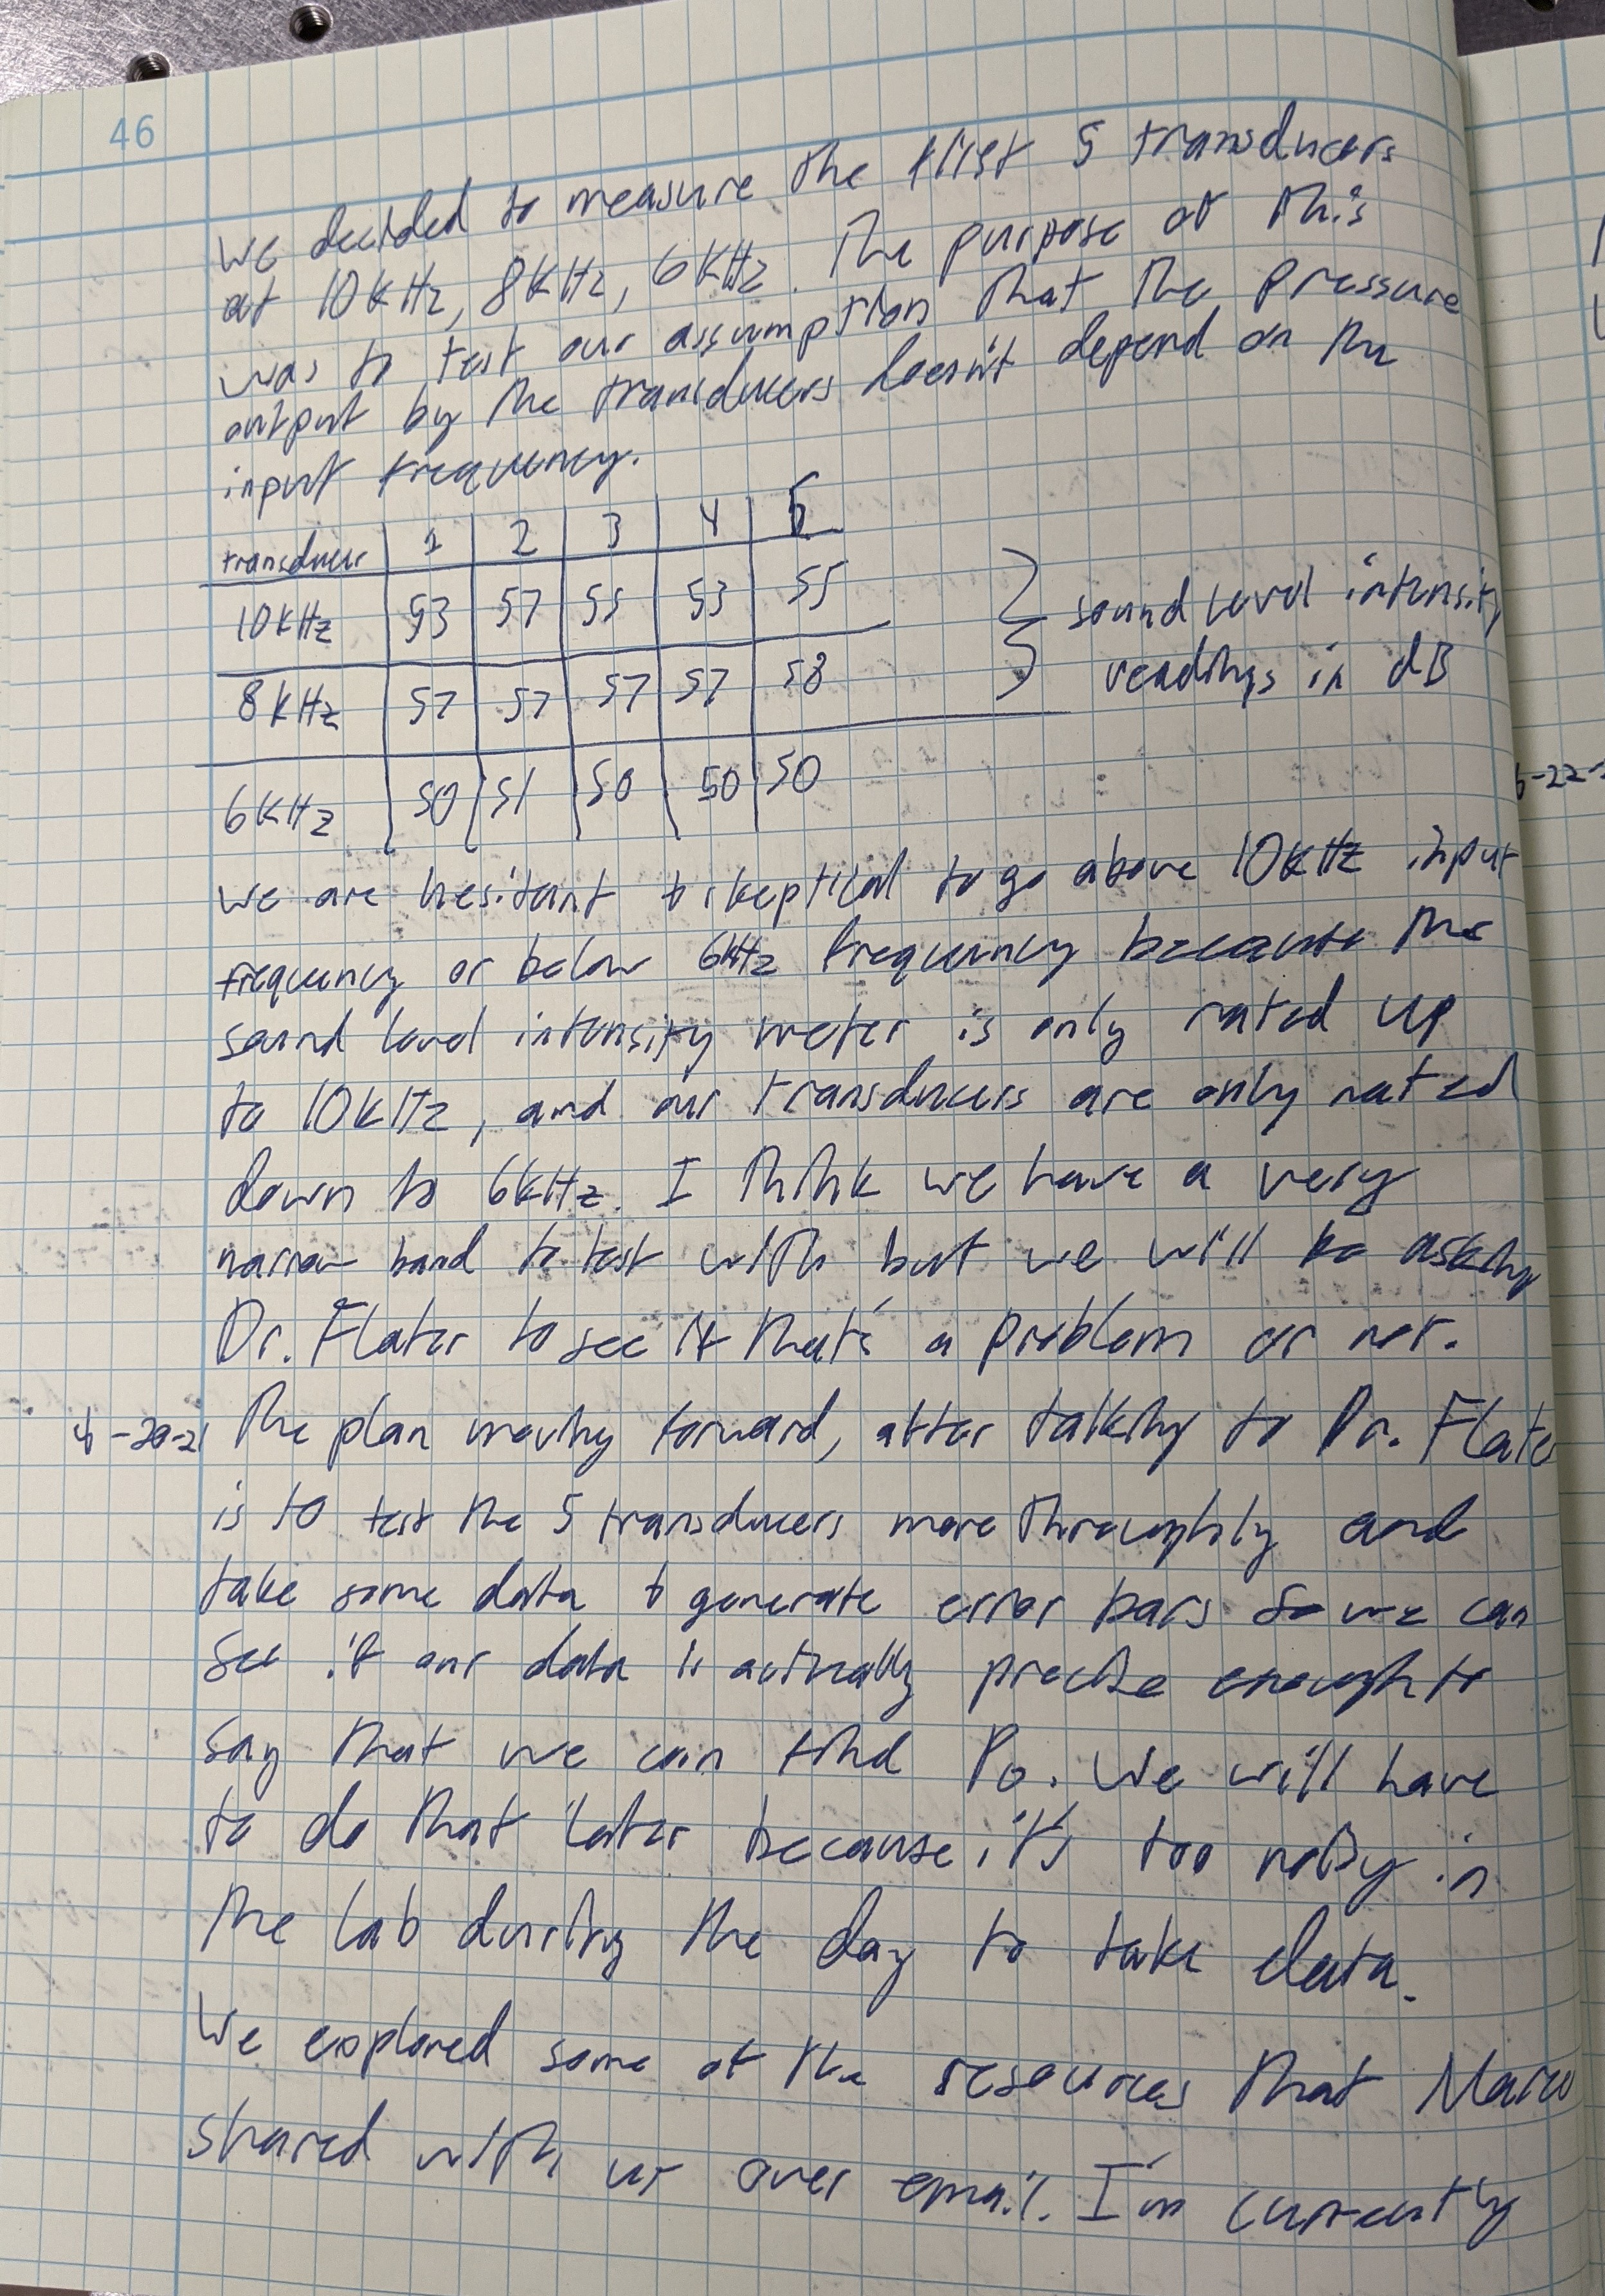 46
we decided to measure the first 5 transducers
at 10kHz, 8kHz, 6kHz. The purpose of this
was to test our assumption that the pressure
output by the transducers doesn't depend on the
input frequency.
transducer 1 2 3 4 5
10kHz 53 57 55 53 55
8kHz 57 57 57 57 58
6kHz 50 51 50 50 50
sound level intensity
readings in dB
we are hesitant skeptical to go above 10kHz input
frequency or below 6kHz frequency because the
sound level intensity meter is only rated up
to 10kHz, and our transducers are only rated
down to 6kHz. I think we have a very
narrow band to test with but we will be asking
Dr. Flater to see if that's a problem or not.
-20-21 The plan moving forward, after talking to Dr. Flater
is to test the 5 transducers more thoroughly and
take some data to generate error bars so we can
see if our data is actually precise enough to
say that we can find P₀. We will have
to do that later because it's too noisy in
the lab during the day to take data.
We explored some of the resources that Marco
shared with us over email. I'm currently
-22-